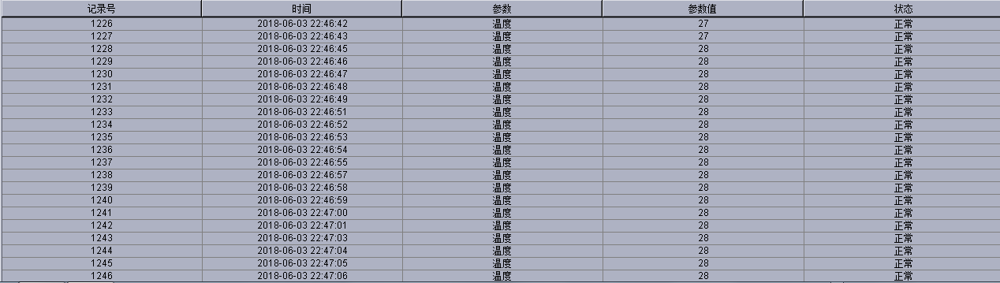 记录号 时间 参数 参数值 状态
1226 2018-06-03 22:46:42 温度 27 正常
1227 2018-06-03 22:46:43 温度 27 正常
1228 2018-06-03 22:46:45 温度 28 正常
1229 2018-06-03 22:46:46 温度 28 正常
1230 2018-06-03 22:46:47 温度 28 正常
1231 2018-06-03 22:46:48 温度 28 正常
1232 2018-06-03 22:46:49 温度 28 正常
1233 2018-06-03 22:46:51 温度 28 正常
1234 2018-06-03 22:46:52 温度 28 正常
1235 2018-06-03 22:46:53 温度 28 正常
1236 2018-06-03 22:46:54 温度 28 正常
1237 2018-06-03 22:46:55 温度 28 正常
1238 2018-06-03 22:46:57 温度 28 正常
1239 2018-06-03 22:46:58 温度 28 正常
1240 2018-06-03 22:46:59 温度 28 正常
1241 2018-06-03 22:47:00 温度 28 正常
1242 2018-06-03 22:47:01 温度 28 正常
1243 2018-06-03 22:47:03 温度 28 正常
1244 2018-06-03 22:47:04 温度 28 正常
1245 2018-06-03 22:47:05 温度 28 正常
1246 2018-06-03 22:47:06 温度 28 正常